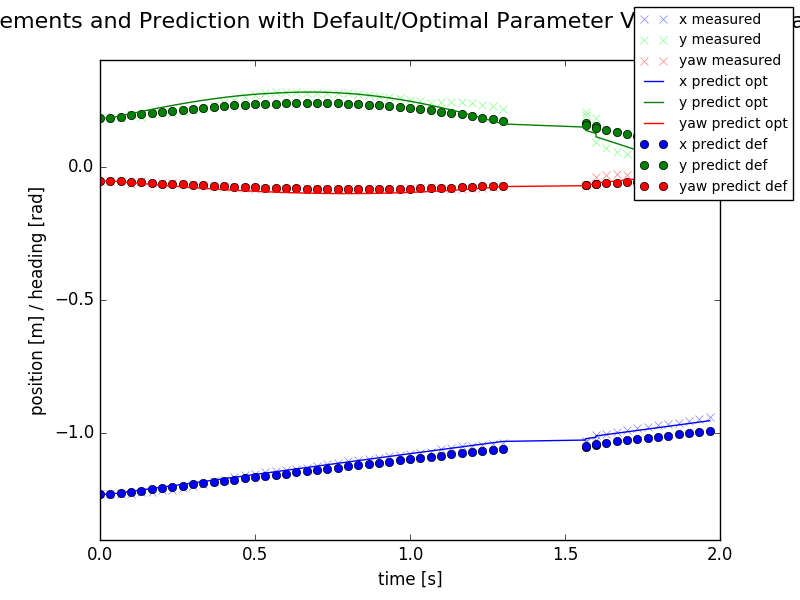 ements and Prediction with Default/Optimal Parameter V
x measured
y measured
yaw measured
x predict opt
y predict opt
yaw predict opt
x predict def
y predict def
yaw predict def
position [m] / heading [rad]
0.0
−0.5
−1.0
0.0
0.5
1.0
1.5
2.0
time [s]